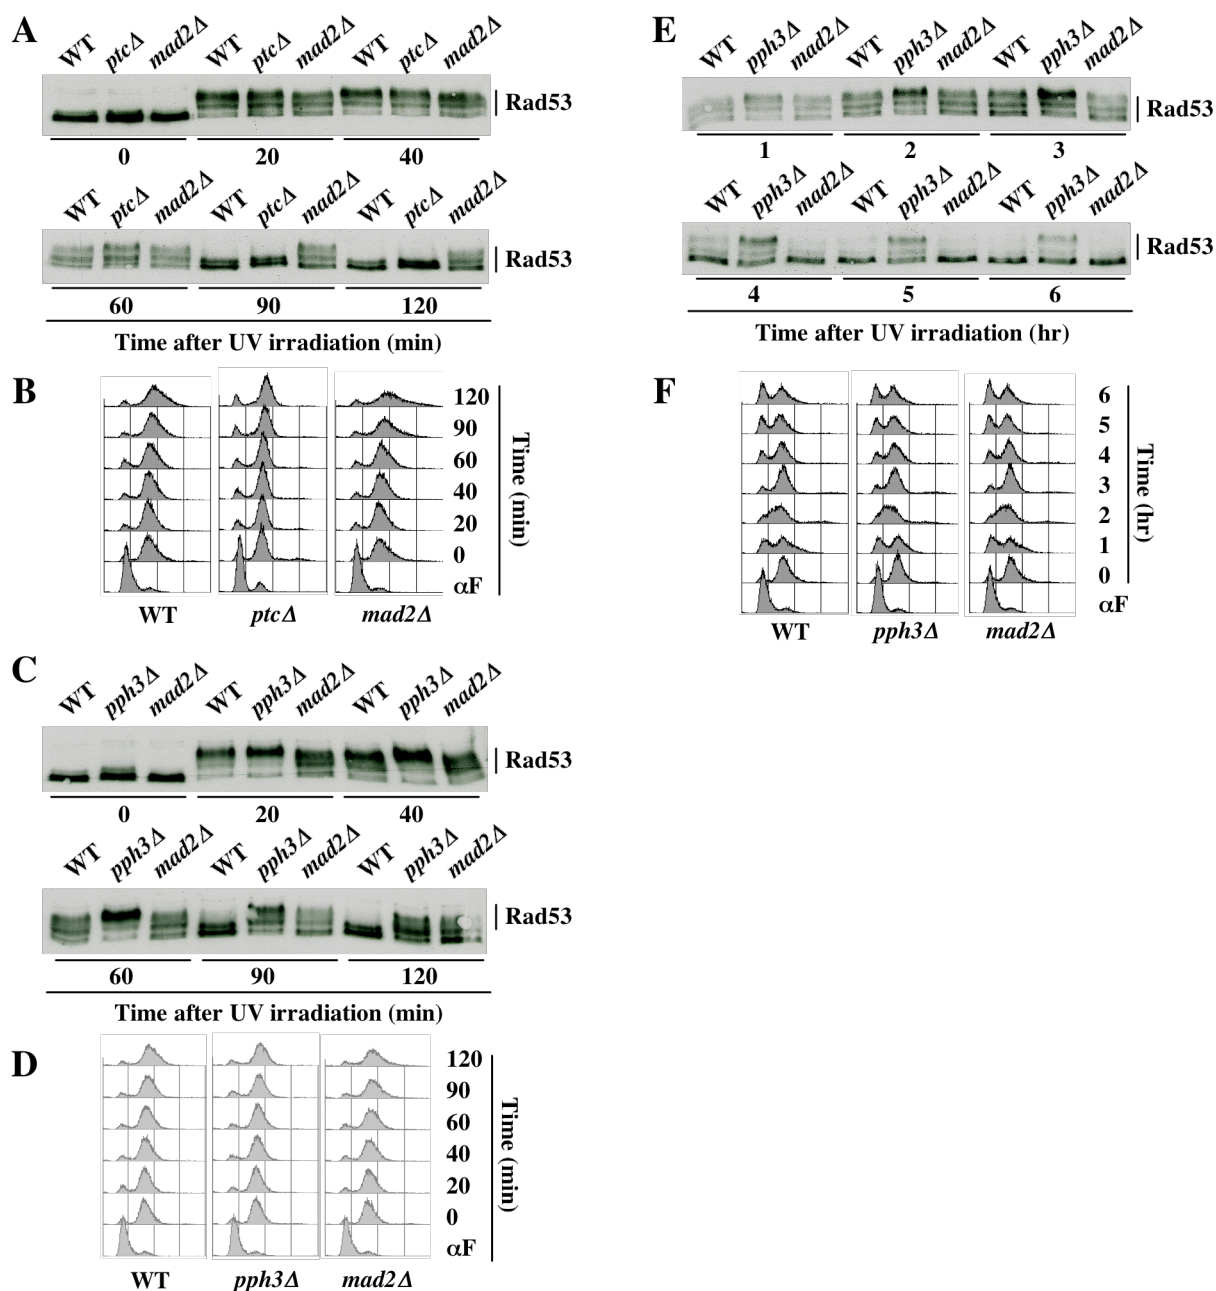 A
WT ptcΔ mad2Δ WT ptcΔ mad2Δ WT ptcΔ mad2Δ
Rad53
0 20 40
WT ptcΔ mad2Δ WT ptcΔ mad2Δ WT ptcΔ mad2Δ
Rad53
60 90 120
Time after UV irradiation (min)
B
120
90
60
40
20
0
αF
Time (min)
WT ptcΔ mad2Δ
C
WT pph3Δ mad2Δ WT pph3Δ mad2Δ WT pph3Δ mad2Δ
Rad53
0 20 40
WT pph3Δ mad2Δ WT pph3Δ mad2Δ WT pph3Δ mad2Δ
Rad53
60 90 120
Time after UV irradiation (min)
D
120
90
60
40
20
0
αF
Time (min)
WT pph3Δ mad2Δ
E
WT pph3Δ mad2Δ WT pph3Δ mad2Δ WT pph3Δ mad2Δ
Rad53
1 2 3
WT pph3Δ mad2Δ WT pph3Δ mad2Δ WT pph3Δ mad2Δ
Rad53
4 5 6
Time after UV irradiation (hr)
F
6
5
4
3
2
1
0
αF
Time (hr)
WT pph3Δ mad2Δ